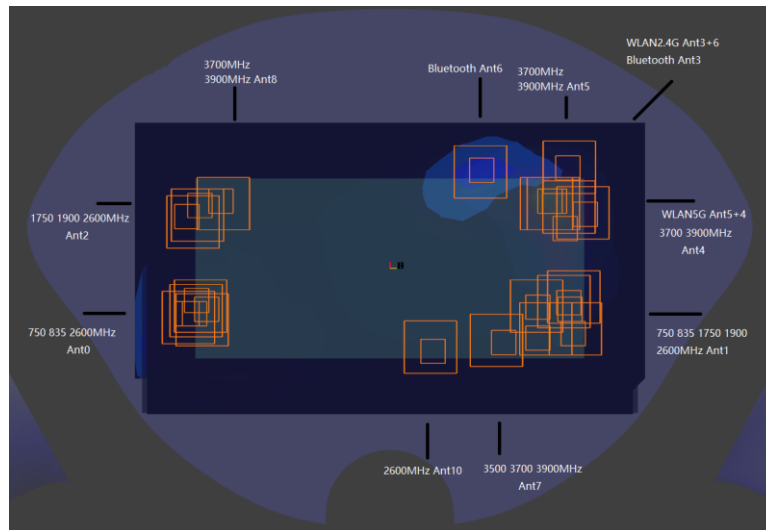 WLAN2.4G Ant3+6
Bluetooth Ant3
3700MHz
3900MHz Ant8
Bluetooth Ant6
3700MHz
3900MHz Ant5
1750 1900 2600MHz
Ant2
WLAN5G Ant5+4
3700 3900MHz
Ant4
750 835 2600MHz
Ant0
750 835 1750 1900
2600MHz Ant1
2600MHz Ant10
3500 3700 3900MHz
Ant7